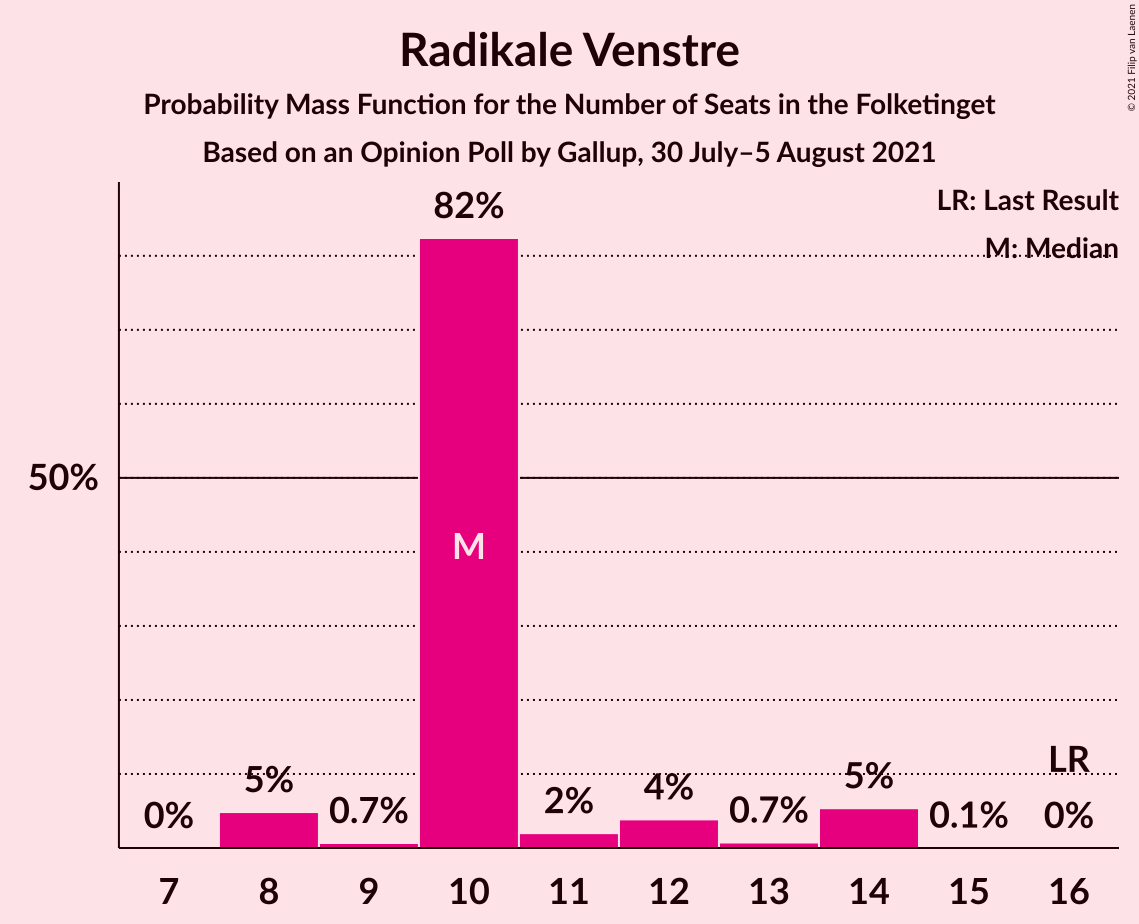 Radikale Venstre
Probability Mass Function for the Number of Seats in the Folketinget
Based on an Opinion Poll by Gallup, 30 July–5 August 2021
© 2021 Filip van Laenen
LR: Last Result
M: Median
82%
50%
M
LR
0%
5%
0.7%
2%
4%
0.7%
5%
0.1%
0%
7 8 9 10 11 12 13 14 15 16